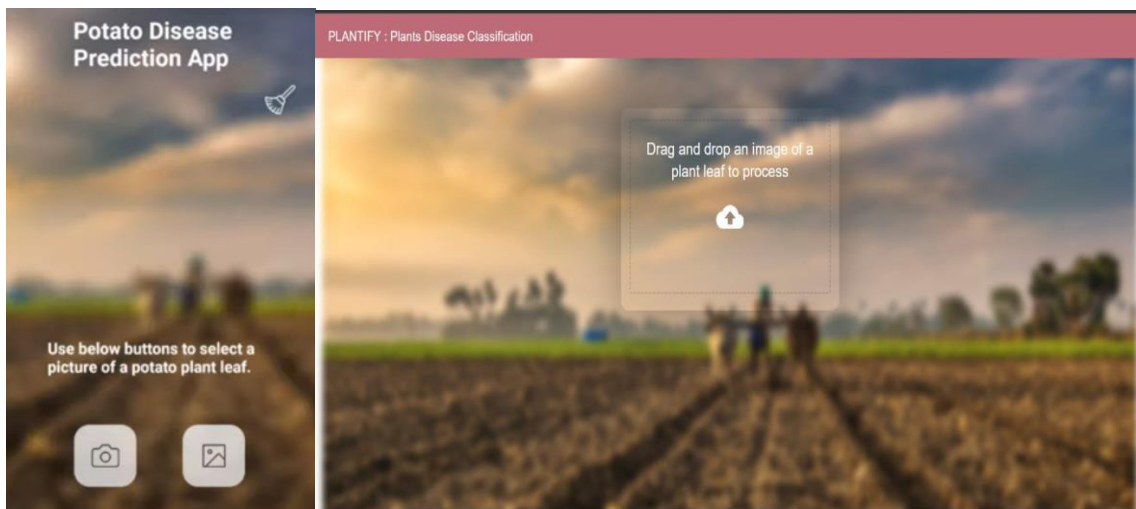 Potato Disease
Prediction App
Use below buttons to select a
picture of a potato plant leaf.
PLANTIFY : Plants Disease Classification
Drag and drop an image of a
plant leaf to process